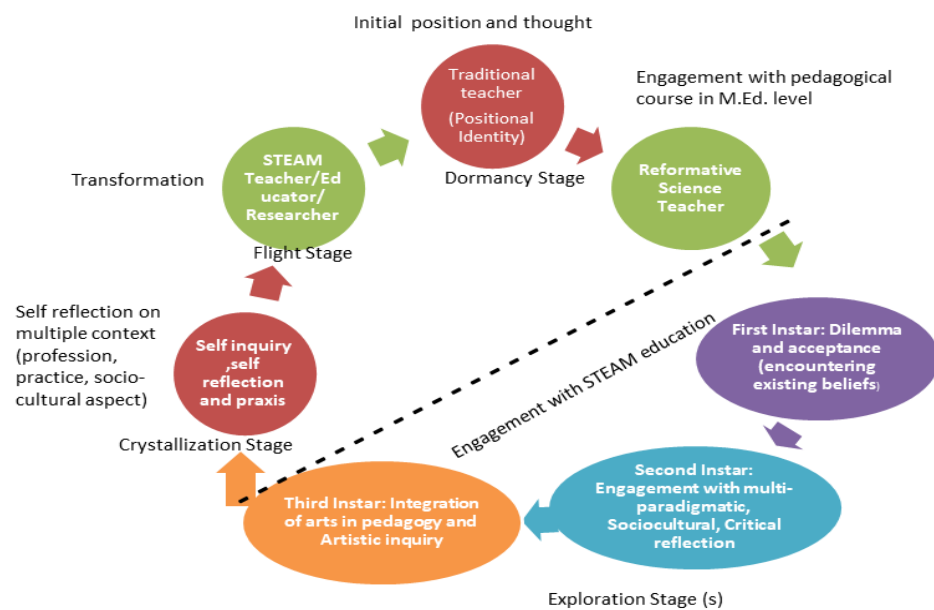 Initial position and thought
Traditional
teacher
(Positional
Identity)
Dormancy Stage
Engagement with pedagogical
course in M.Ed. level
Reformative
Science
Teacher
First Instar: Dilemma
and acceptance
(encountering
existing beliefs)
Engagement with STEAM education
Second Instar:
Engagement with multi-
paradigmatic,
Sociocultural, Critical
reflection
Exploration Stage (s)
Third Instar: Integration
of arts in pedagogy and
Artistic inquiry
Crystallization Stage
Self inquiry
,self
reflection
and praxis
Self reflection on
multiple context
(profession,
practice, socio-
cultural aspect)
Flight Stage
STEAM
Teacher/Ed
ucator/
Researcher
Transformation